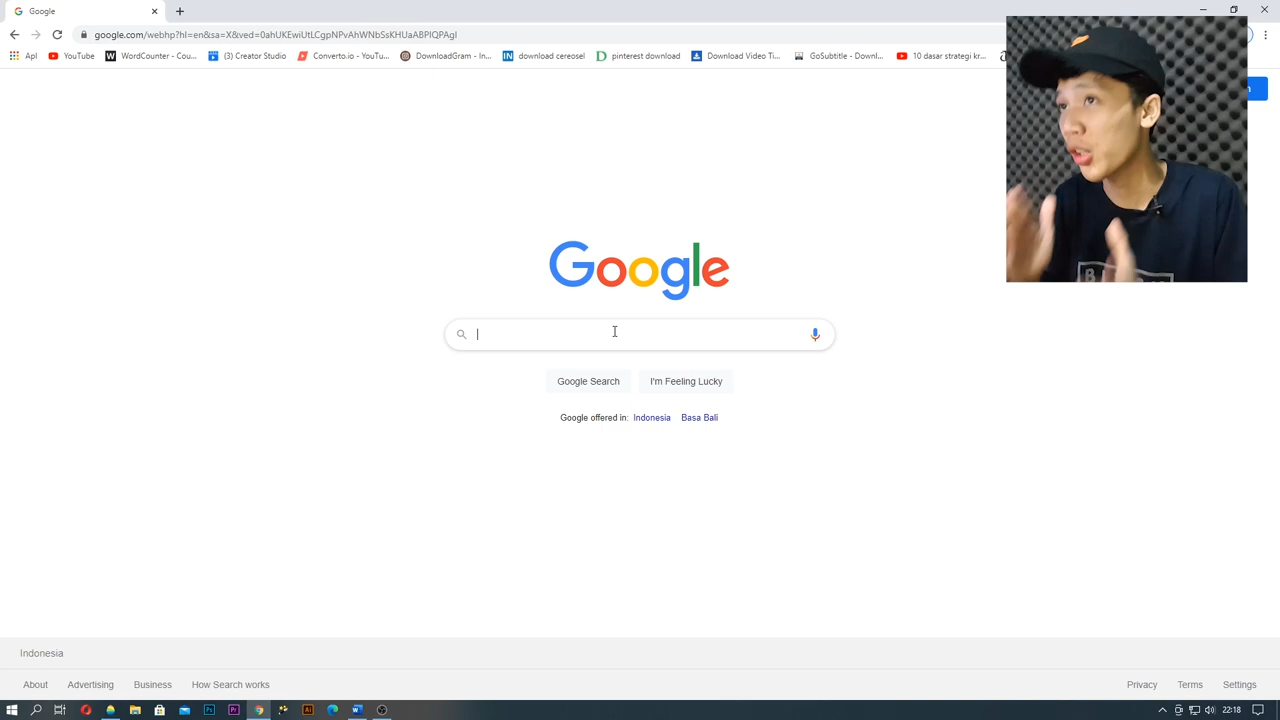 Google
google.com/webhp?hl=en&sa=X&ved=0ahUKEwiUtLCgpNPvAhWNbSsKHUaABPIQPAgI
Apl YouTube WordCounter - Cou... (3) Creator Studio Converto.io - YouT... DownloadGram - In... download cereosel pinterest download Download Video Ti... GoSubtitle - Downl... 10 dasar strategi kr...
Google
Google Search I'm Feeling Lucky
Google offered in: Indonesia Basa Bali
Indonesia
About Advertising Business How Search works Privacy Terms Settings
22:18